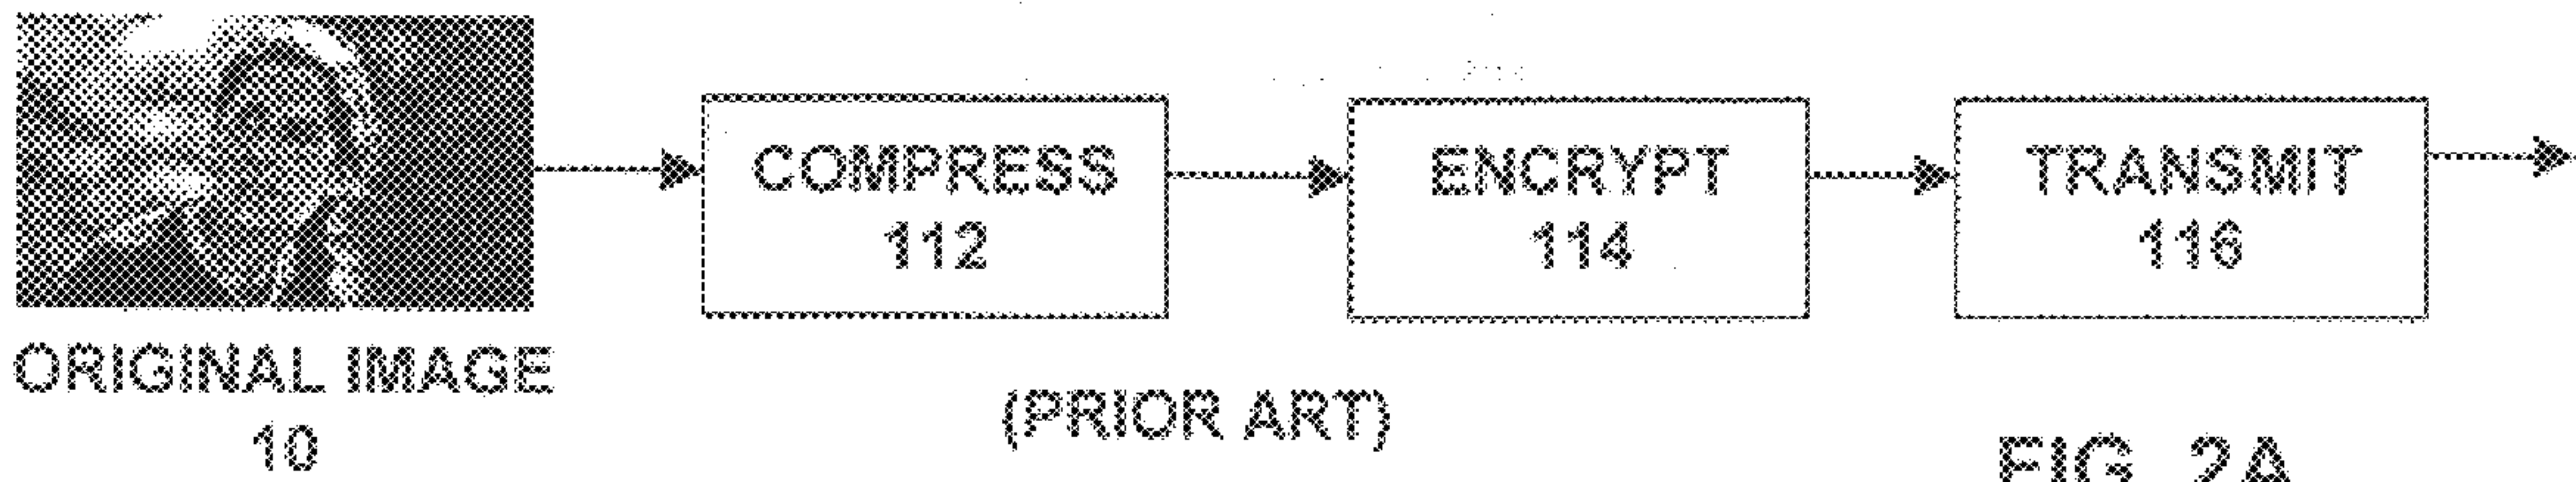 COMPRESS
112
ENCRYPT
114
TRANSMIT
116
ORIGINAL IMAGE
10
(PRIOR ART)
FIG. 2A